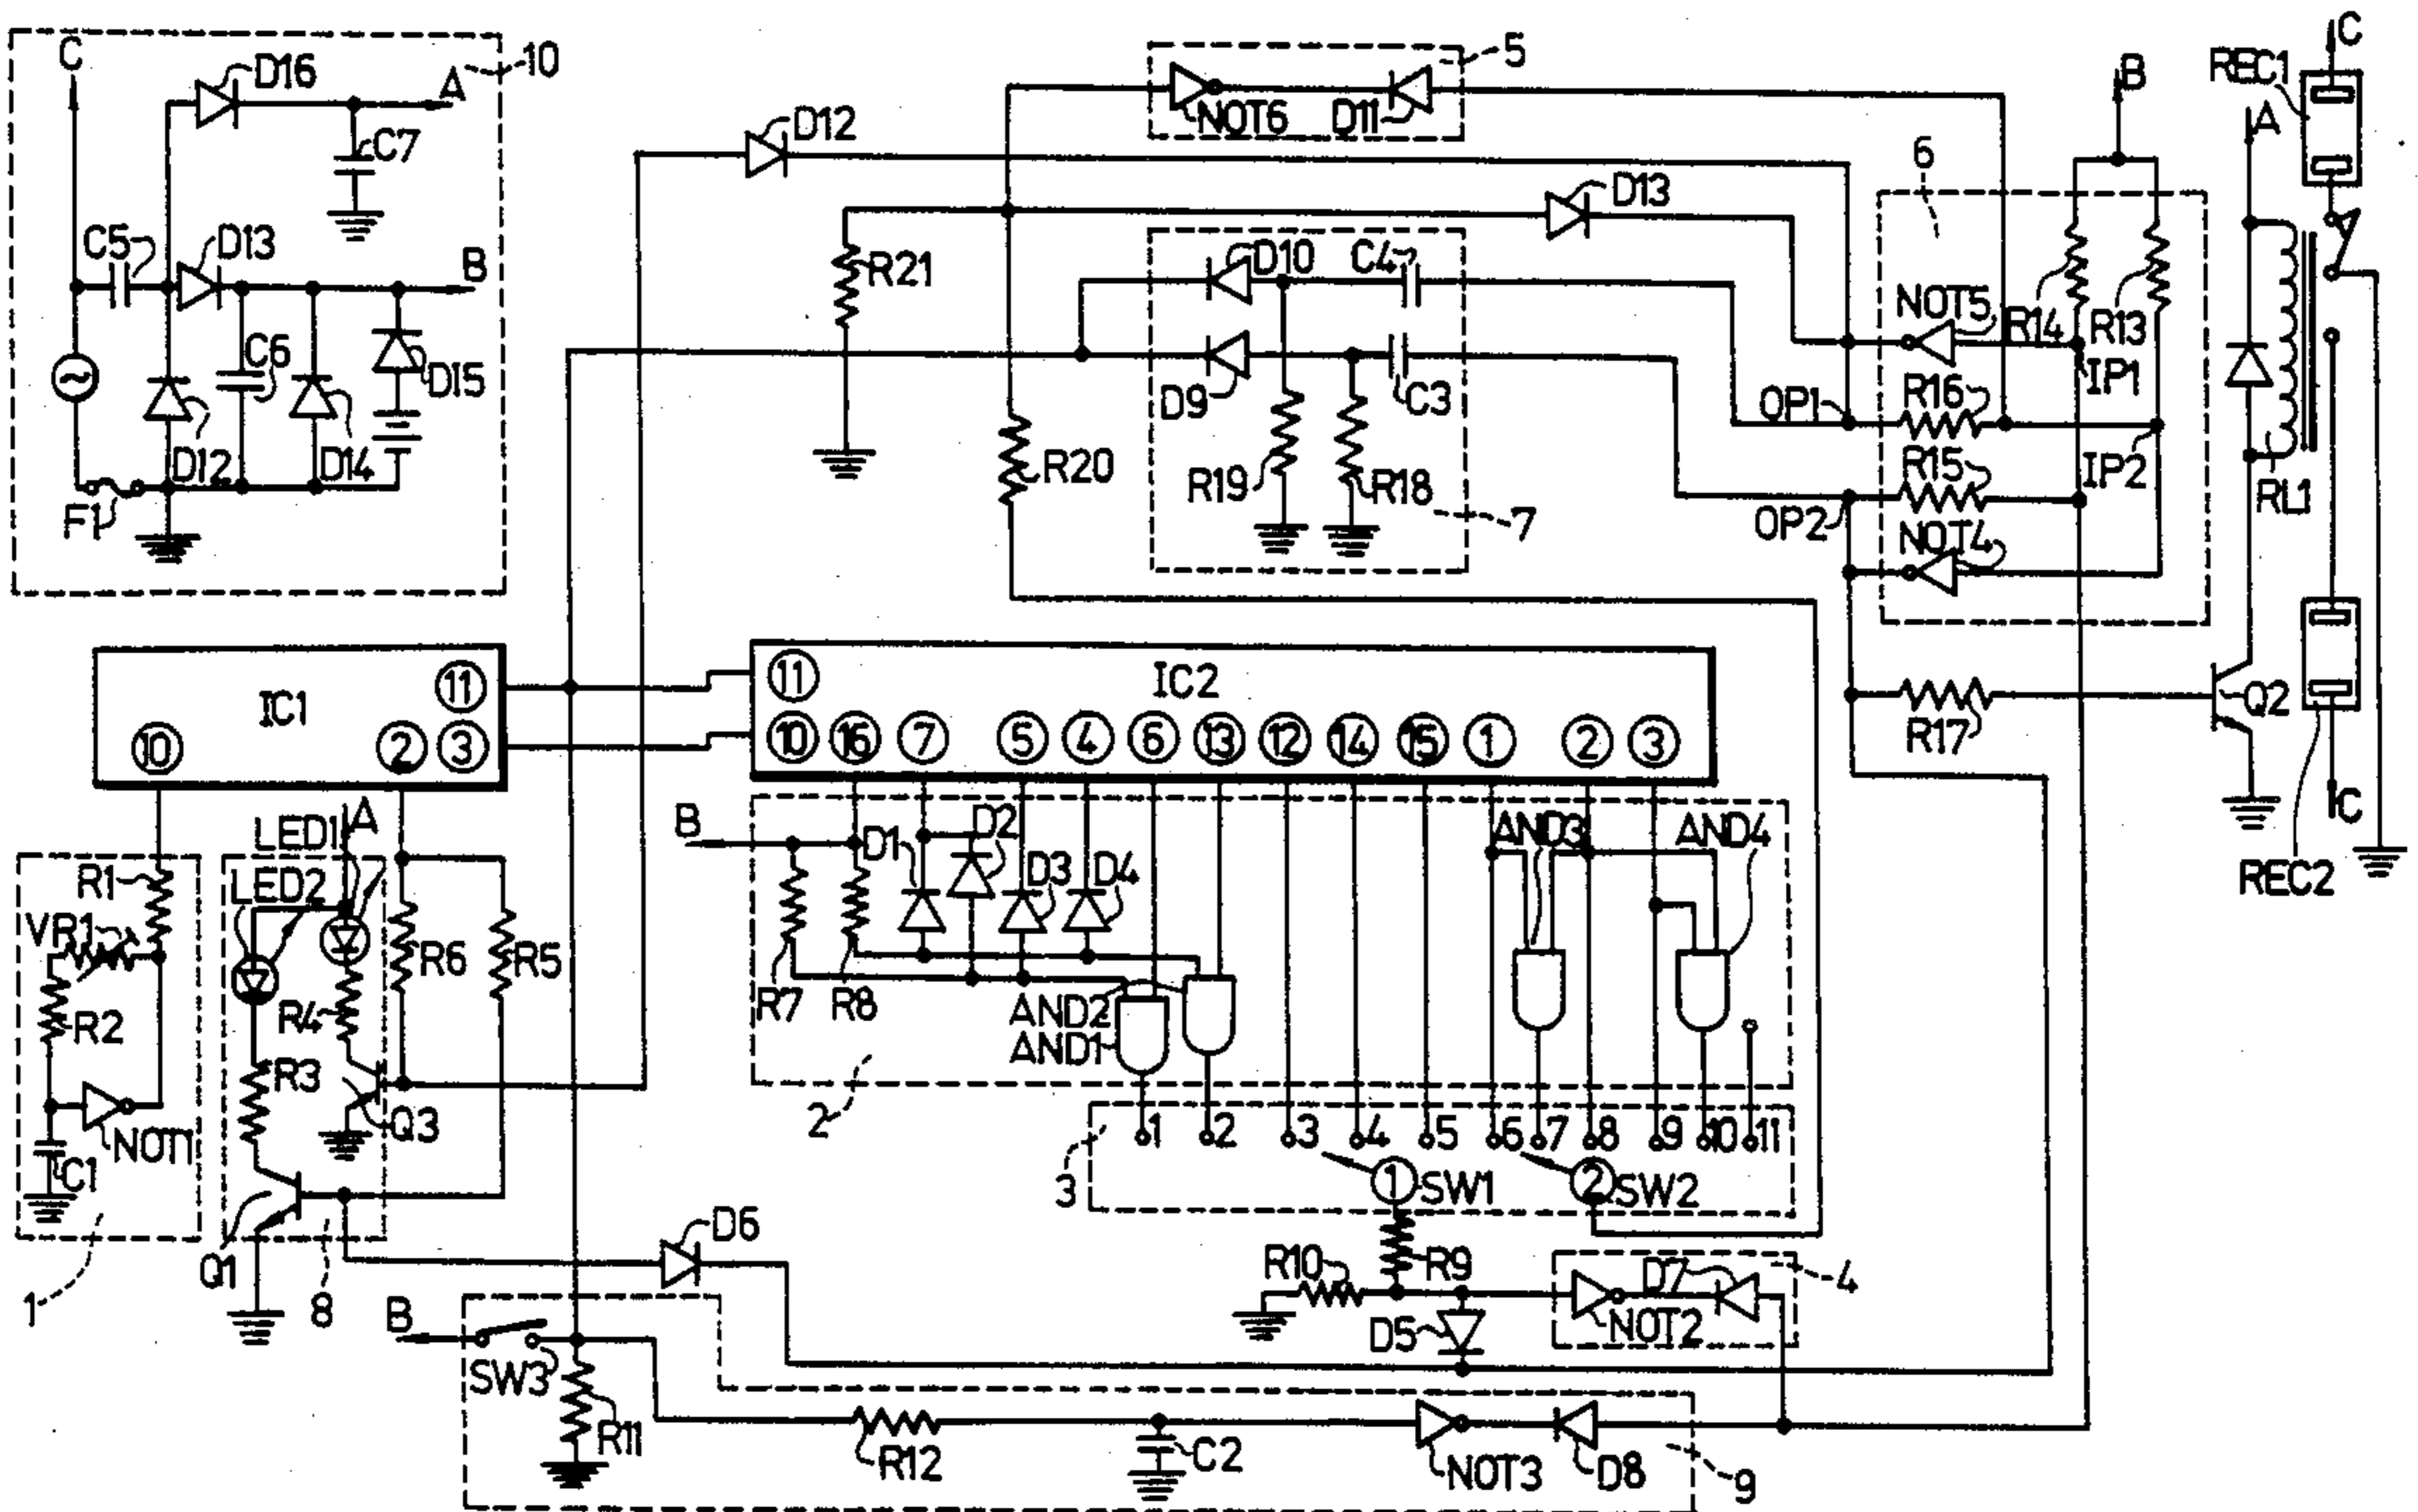 C
D16
A
10
C7
C5
D13
B
C6
D15
D12
D14
F1
D12
5
NOT6
D11
D13
R21
D10
C4
D9
C3
R19
R18
7
R20
6
B
REC1
C
A
NOT5
R14
R13
IP1
OP1
R16
R15
IP2
OP2
NOT4
RL1
R17
Q2
REC2
C
IC1
11
10
2
3
IC2
11
10
16
7
5
4
6
13
12
14
15
1
2
3
LED1
A
R1
LED2
VR1
R2
R6
R5
R4
R3
NOT1
Q3
C1
Q1
1
8
B
D1
D2
D3
D4
AND3
AND4
R7
R8
AND2
AND1
2
3
1
2
3
4
5
6
7
8
9
10
11
1
SW1
2
SW2
D6
R10
R9
D7
4
NOT2
D5
B
SW3
R11
R12
C2
NOT3
D8
9